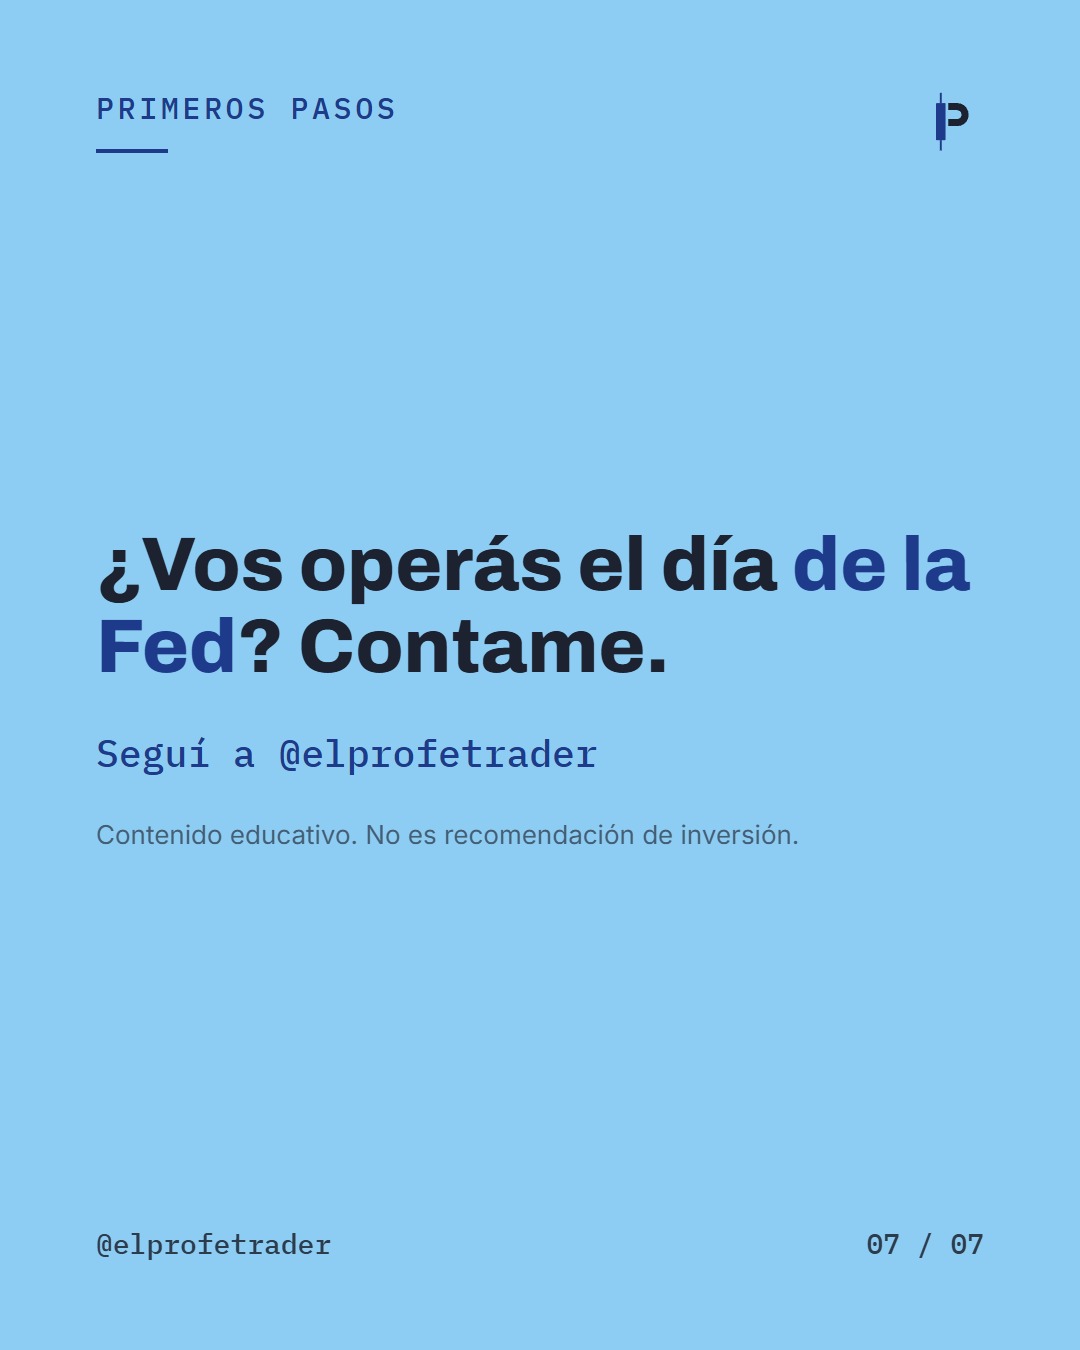 PRIMEROS PASOS
P
¿Vos operás el día de la
Fed? Contame.
Seguí a @elprofetrader
Contenido educativo. No es recomendación de inversión.
@elprofetrader
07 / 07